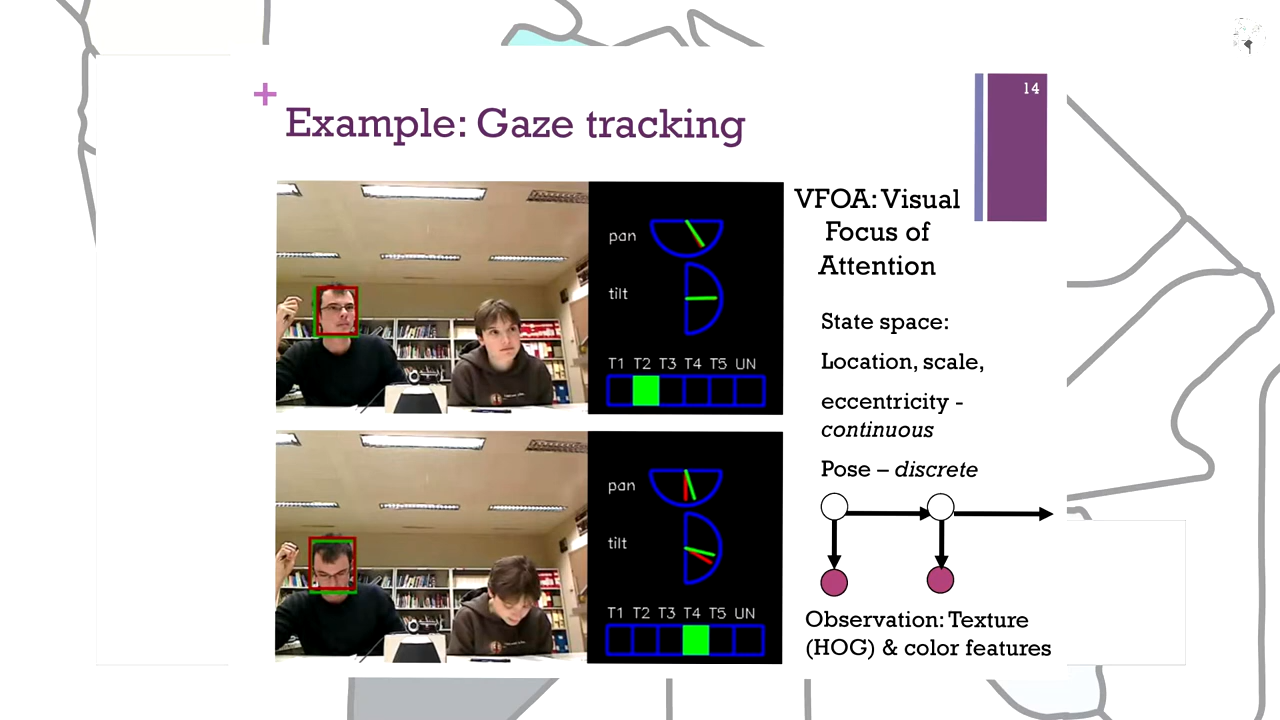 +
Example: Gaze tracking
14
pan
tilt
T1 T2 T3 T4 T5 UN
pan
tilt
T1 T2 T3 T4 T5 UN
VFOA: Visual
Focus of
Attention
State space:
Location, scale,
eccentricity -
continuous
Pose – discrete
Observation: Texture
(HOG) & color features